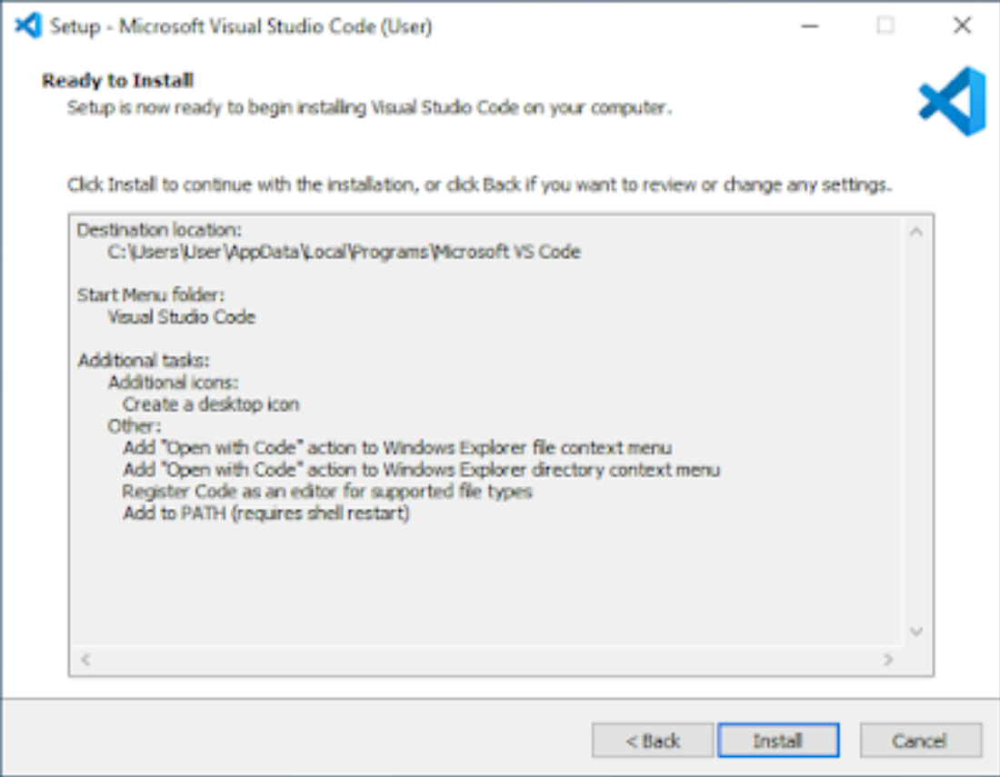 Setup - Microsoft Visual Studio Code (User)
Ready to Install
Setup is now ready to begin installing Visual Studio Code on your computer.
Click Install to continue with the installation, or click Back if you want to review or change any settings.
Destination location:
C:\Users\User\AppData\Local\Programs\Microsoft VS Code
Start Menu folder:
Visual Studio Code
Additional tasks:
Additional icons:
Create a desktop icon
Other:
Add "Open with Code" action to Windows Explorer file context menu
Add "Open with Code" action to Windows Explorer directory context menu
Register Code as an editor for supported file types
Add to PATH (requires shell restart)
< Back
Install
Cancel